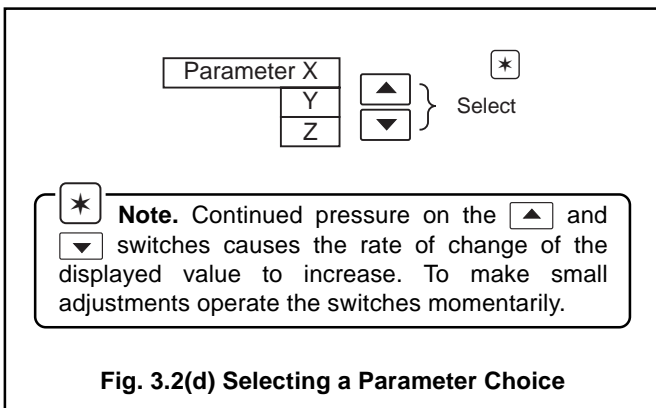 Parameter X
Y
Z
Select
Note. Continued pressure on the ▲ and
▼ switches causes the rate of change of the
displayed value to increase. To make small
adjustments operate the switches momentarily.
Fig. 3.2(d) Selecting a Parameter Choice